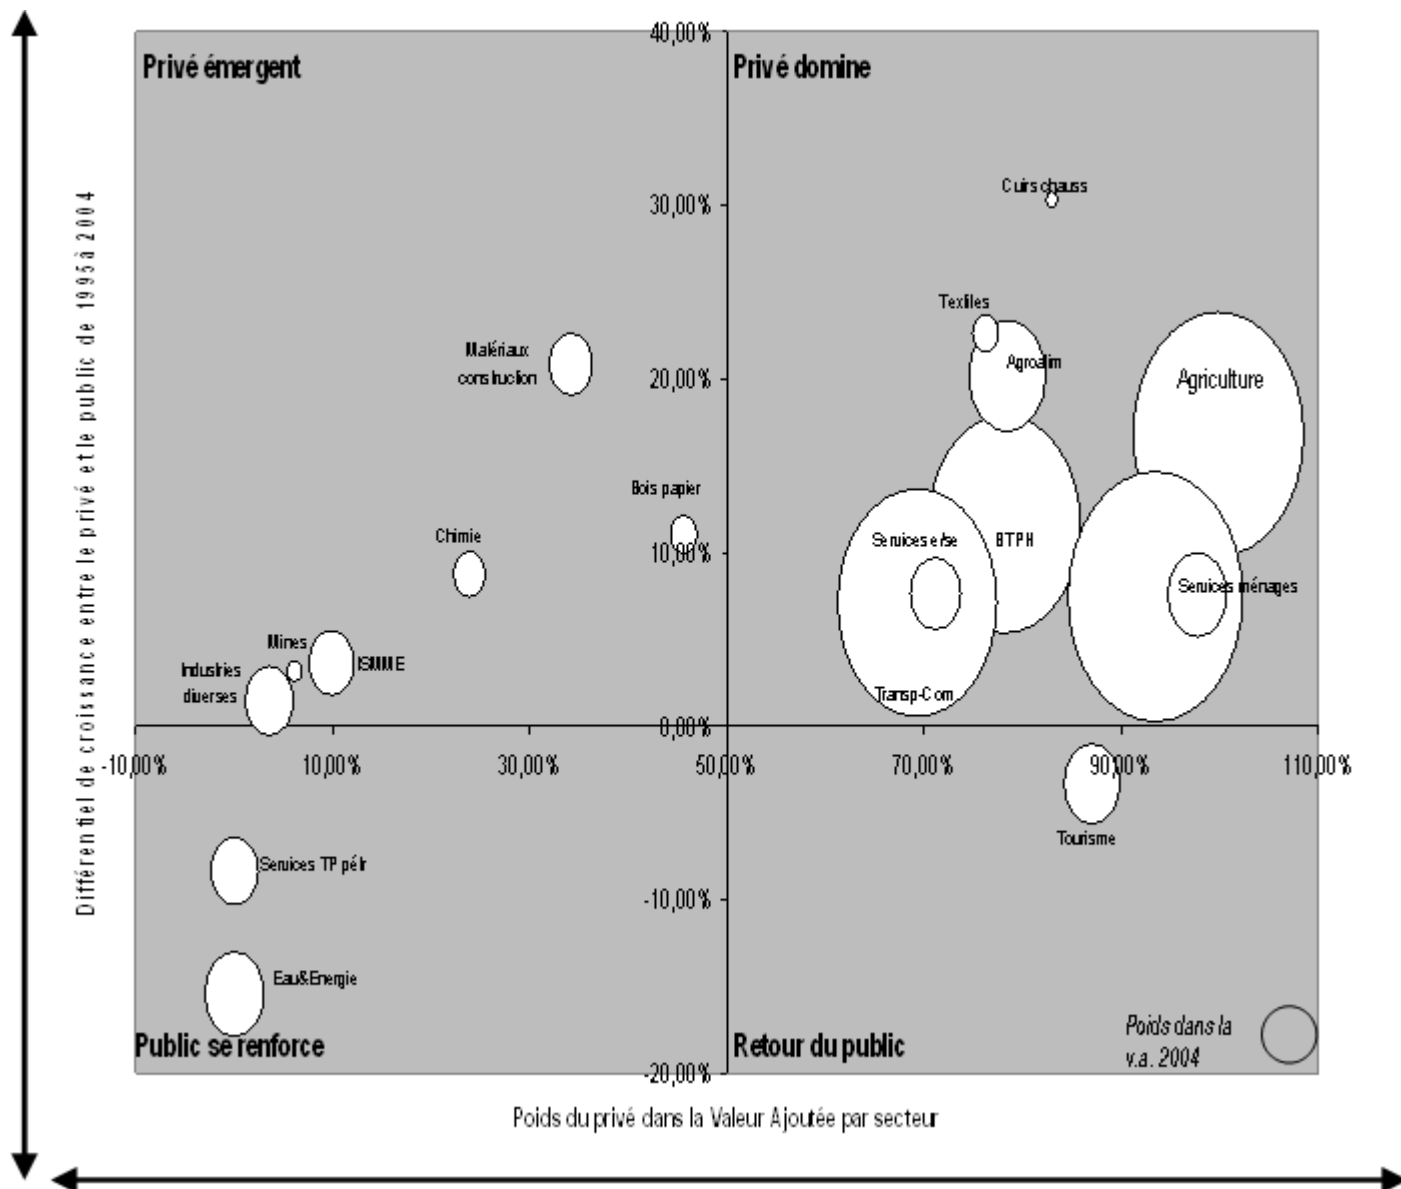 40,00%
Privé émergent
Privé domine
Cuirs chauss
30,00%
Textiles
Matériaux
construction
Agroalim
20,00%
Agriculture
Bois papier
Chimie
Services e/se
BTPH
10,00%
Services ménages
Mines
ISMME
Industries
diverses
Transp-Com
0,00%
-10,00%
10,00%
30,00%
50,00%
70,00%
90,00%
110,00%
Tourisme
Services TP pétr
-10,00%
Eau&Energie
Public se renforce
Retour du public
Poids dans la
v.a. 2004
-20,00%
Différentiel de croissance entre le privé et le public de 1995 à 2004
Poids du privé dans la Valeur Ajoutée par secteur